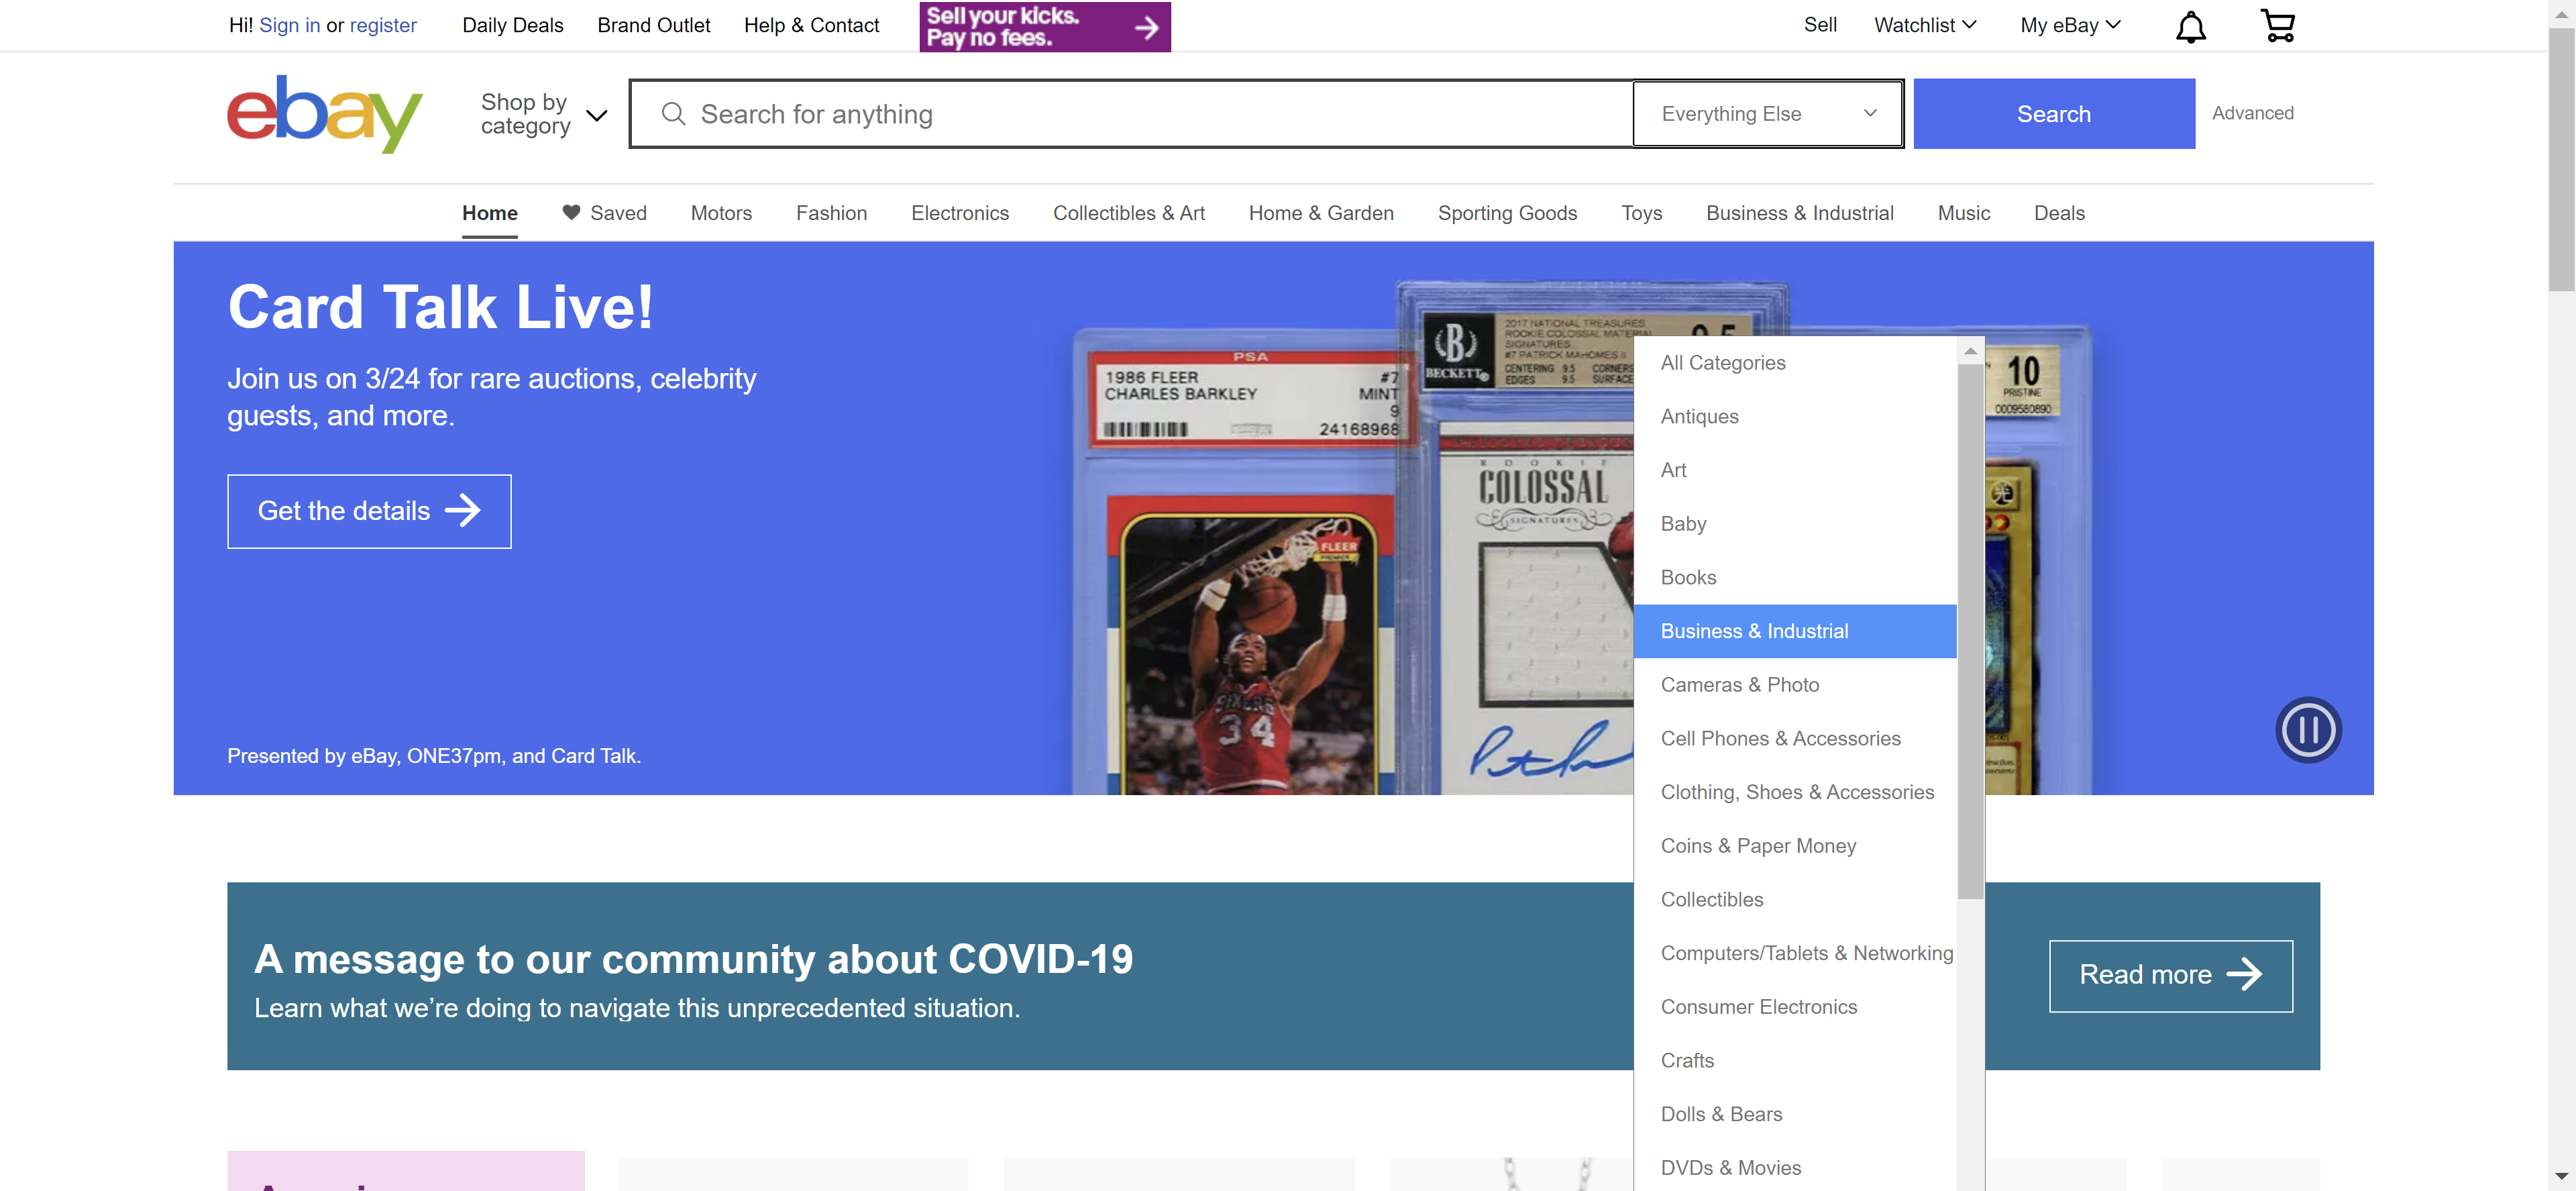 Hi! Sign in or register
Daily Deals
Brand Outlet
Help & Contact
Sell your kicks.
Pay no fees.
Sell
Watchlist
My eBay
ebay
Shop by
category
Search for anything
Everything Else
Search
Advanced
Home
Saved
Motors
Fashion
Electronics
Collectibles & Art
Home & Garden
Sporting Goods
Toys
Business & Industrial
Music
Deals
Card Talk Live!
Join us on 3/24 for rare auctions, celebrity
guests, and more.
Get the details
Presented by eBay, ONE37pm, and Card Talk.
PSA
1986 FLEER #7
CHARLES BARKLEY MINT
9
24168968
FLEER
PREMIER
SIXERS
34
B
BECKETT
2017 NATIONAL TREASURES
ROOKIE COLOSSAL MATERIAL
SIGNATURES
#7 PATRICK MAHOMES II
CENTERING 9.5 CORNERS
EDGES 9.5 SURFACE
9.5
ROOKIE
COLOSSAL
SIGNATURES
10
PRISTINE
0009580890
光
All Categories
Antiques
Art
Baby
Books
Business & Industrial
Cameras & Photo
Cell Phones & Accessories
Clothing, Shoes & Accessories
Coins & Paper Money
Collectibles
Computers/Tablets & Networking
Consumer Electronics
Crafts
Dolls & Bears
DVDs & Movies
A message to our community about COVID-19
Learn what we’re doing to navigate this unprecedented situation.
Read more